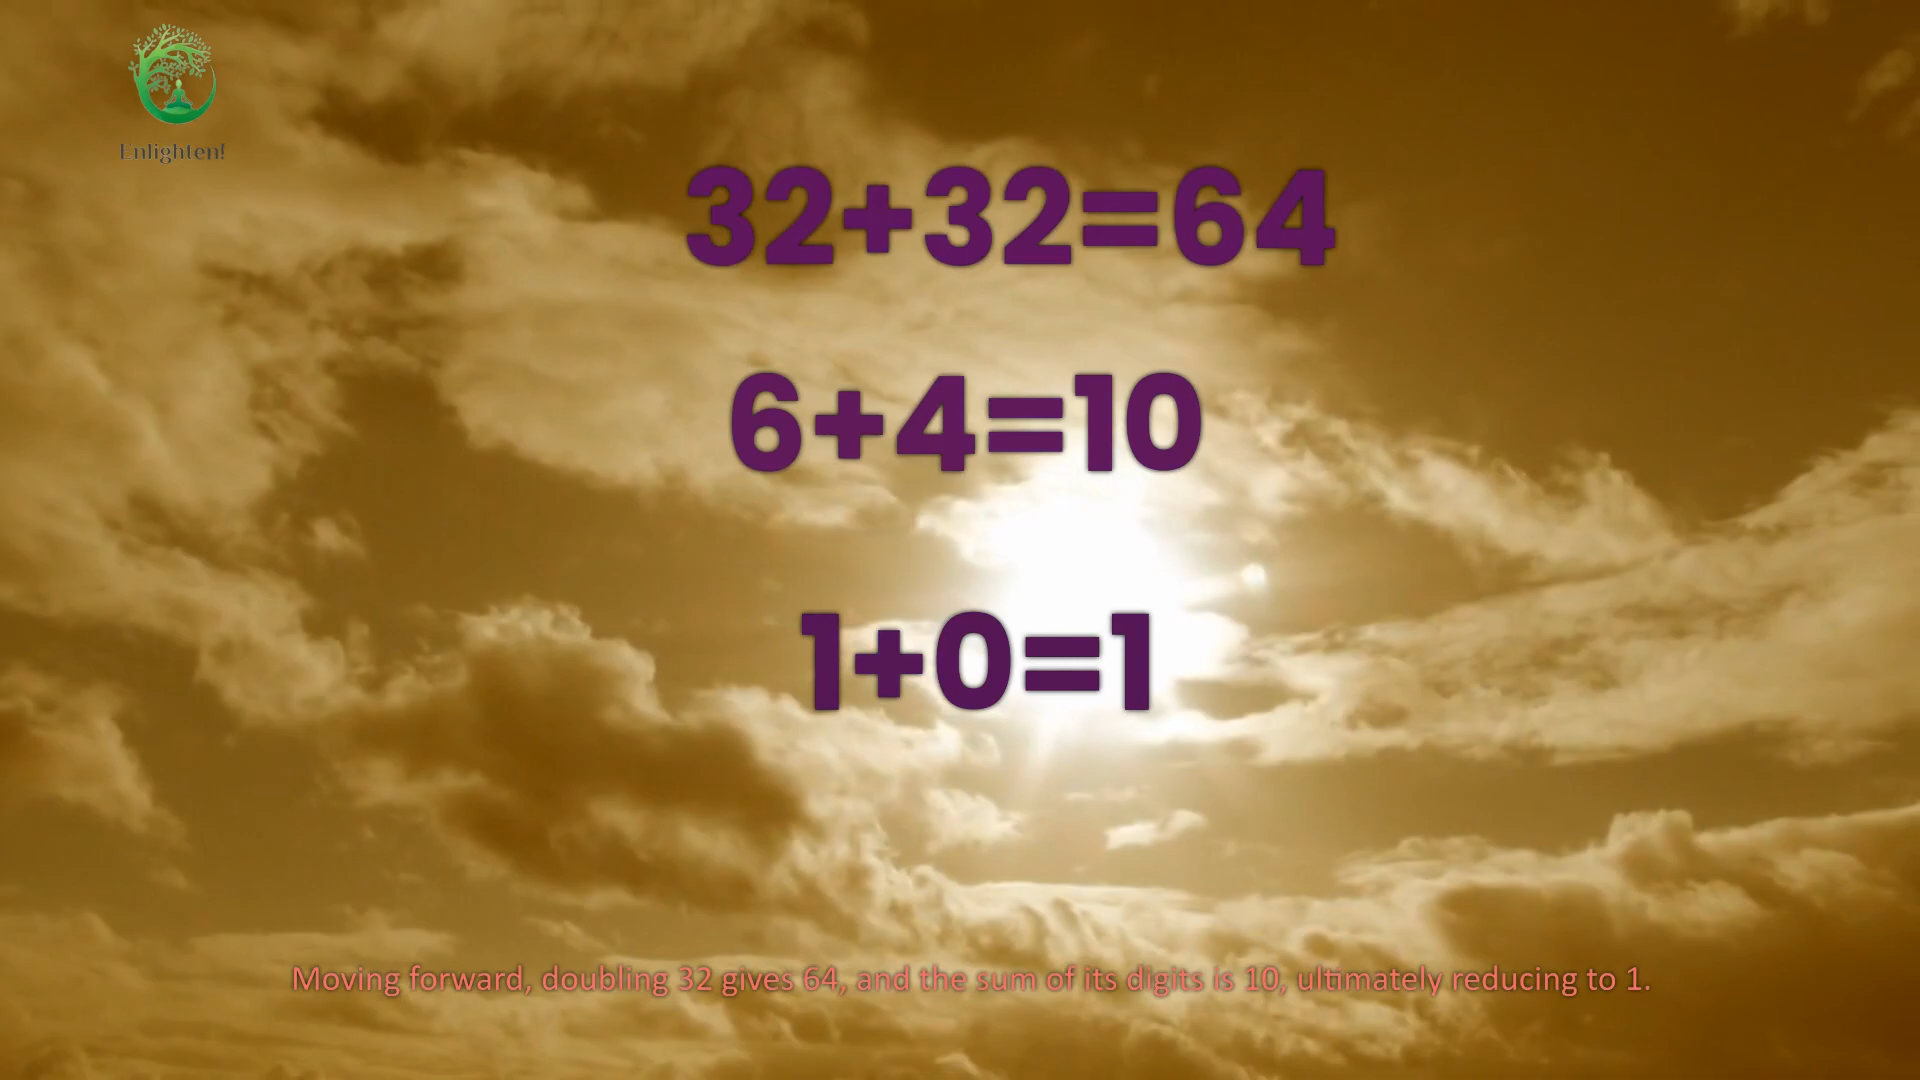 Enlighten!
32+32=64
6+4=10
1+0=1
Moving forward, doubling 32 gives 64, and the sum of its digits is 10, ultimately reducing to 1.